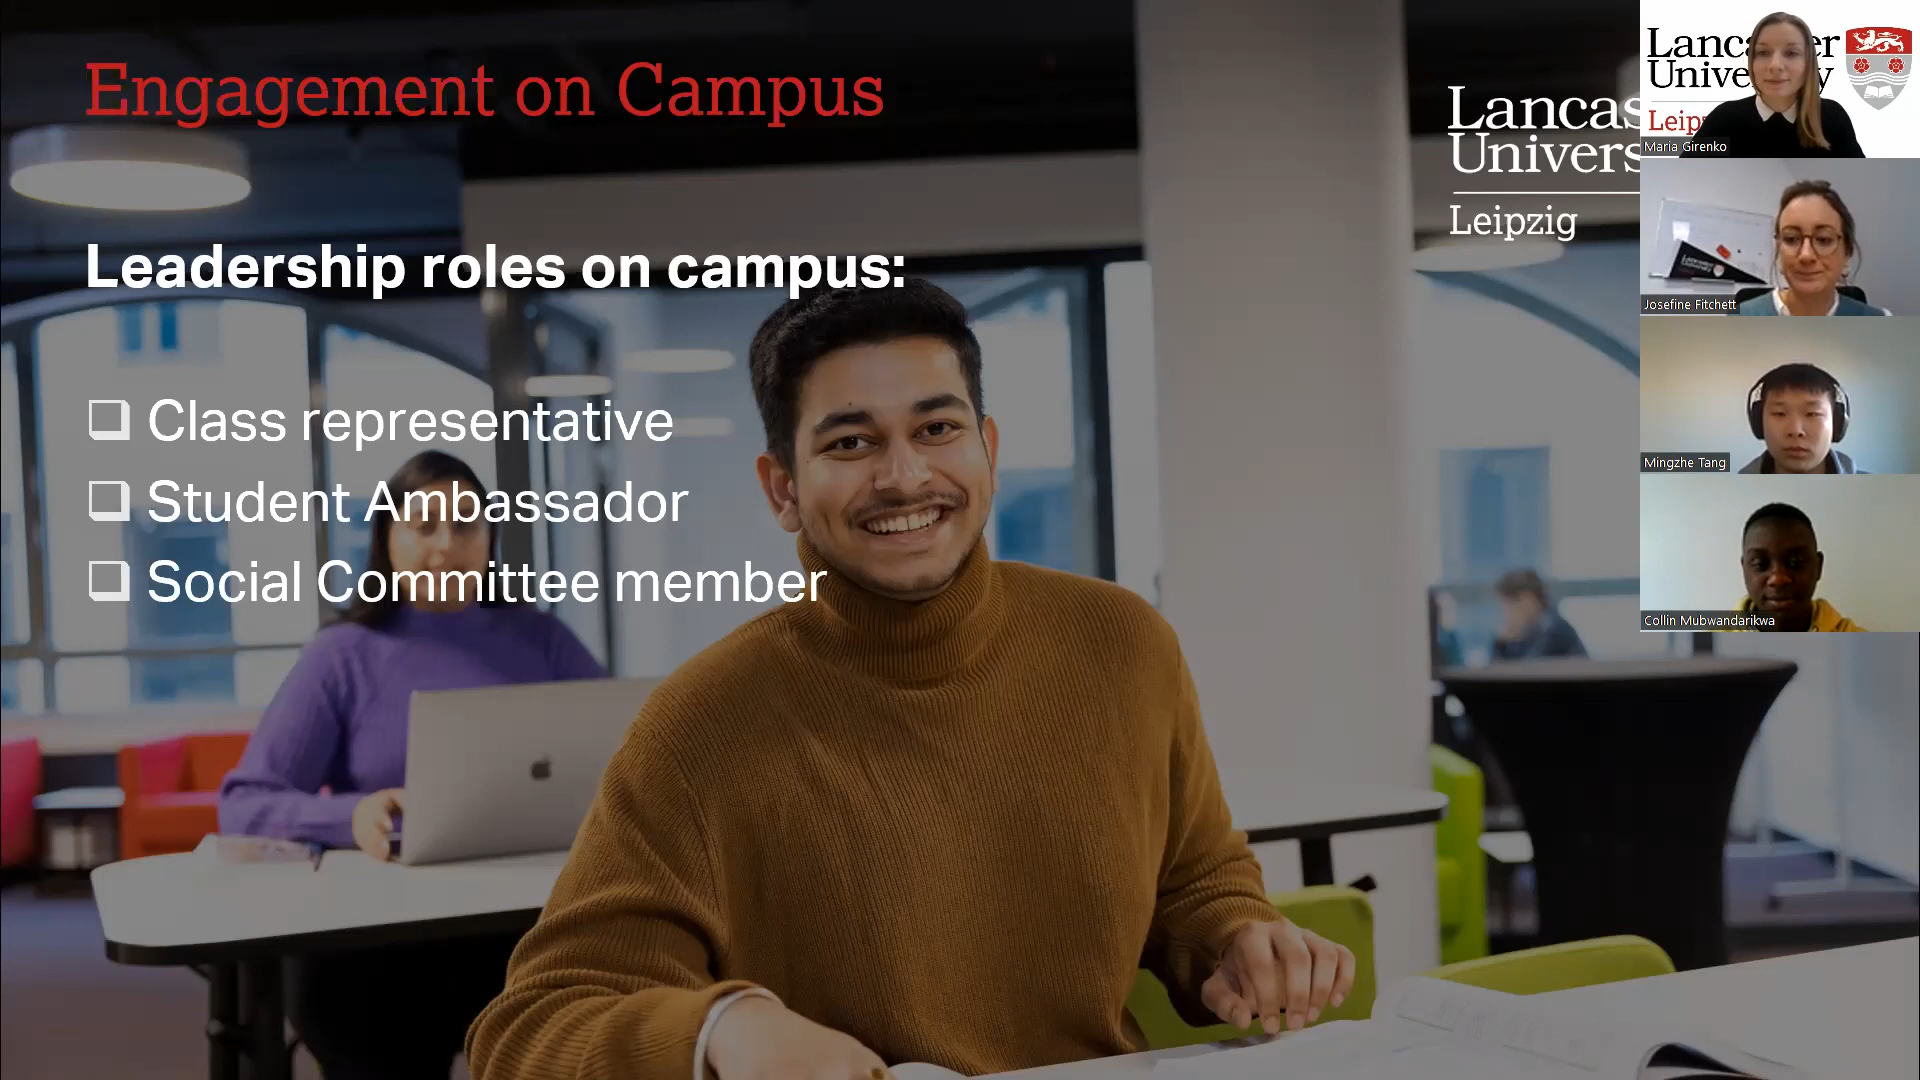 Engagement on Campus
Leadership roles on campus:
Class representative
Student Ambassador
Social Committee member
Leipzig
Maria Girenko
Josefine Fitchett
Mingzhe Tang
Collin Mubwandarikwa